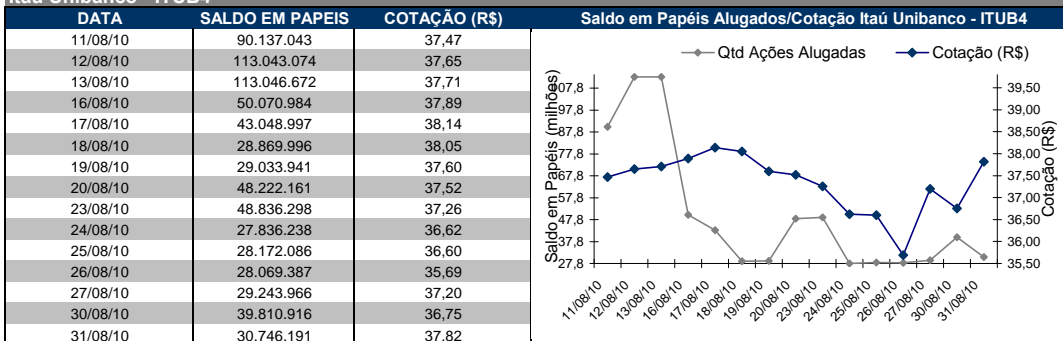 Itaú Unibanco - ITUB4
DATA SALDO EM PAPEIS COTAÇÃO (R$)
11/08/10 90.137.043 37,47
12/08/10 113.043.074 37,65
13/08/10 113.046.672 37,71
16/08/10 50.070.984 37,89
17/08/10 43.048.997 38,14
18/08/10 28.869.996 38,05
19/08/10 29.033.941 37,60
20/08/10 48.222.161 37,52
23/08/10 48.836.298 37,26
24/08/10 27.836.238 36,62
25/08/10 28.172.086 36,60
26/08/10 28.069.387 35,69
27/08/10 29.243.966 37,20
30/08/10 39.810.916 36,75
31/08/10 30.746.191 37,82
Saldo em Papéis Alugados/Cotação Itaú Unibanco - ITUB4
Qtd Ações Alugadas Cotação (R$)
Saldo em Papéis (milhões)
107,8
97,8
87,8
77,8
67,8
57,8
47,8
37,8
27,8
39,50
39,00
38,50
38,00
37,50
37,00
36,50
36,00
35,50
Cotação (R$)
11/08/10
12/08/10
13/08/10
16/08/10
17/08/10
18/08/10
19/08/10
20/08/10
23/08/10
24/08/10
25/08/10
26/08/10
27/08/10
30/08/10
31/08/10